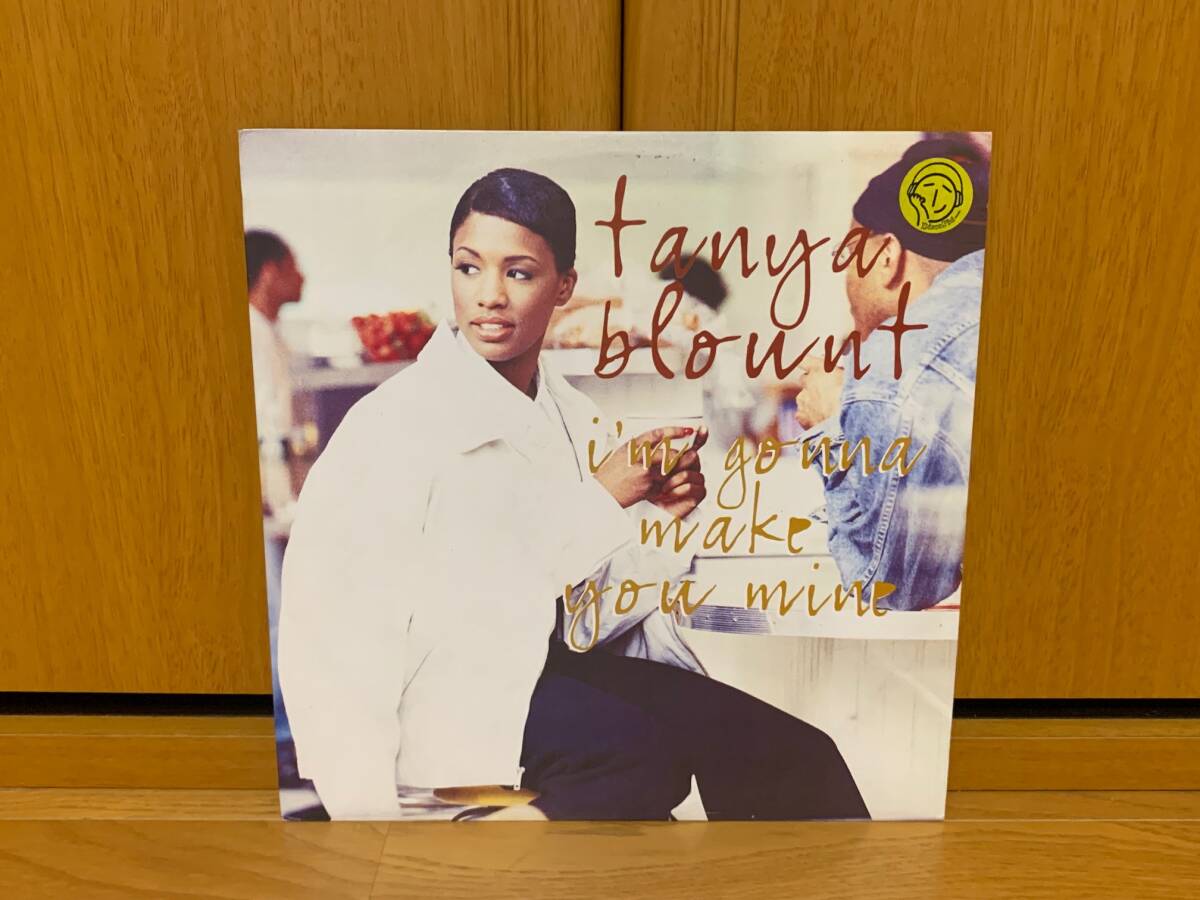 tanya
blount
i'm gonna
make
you mine